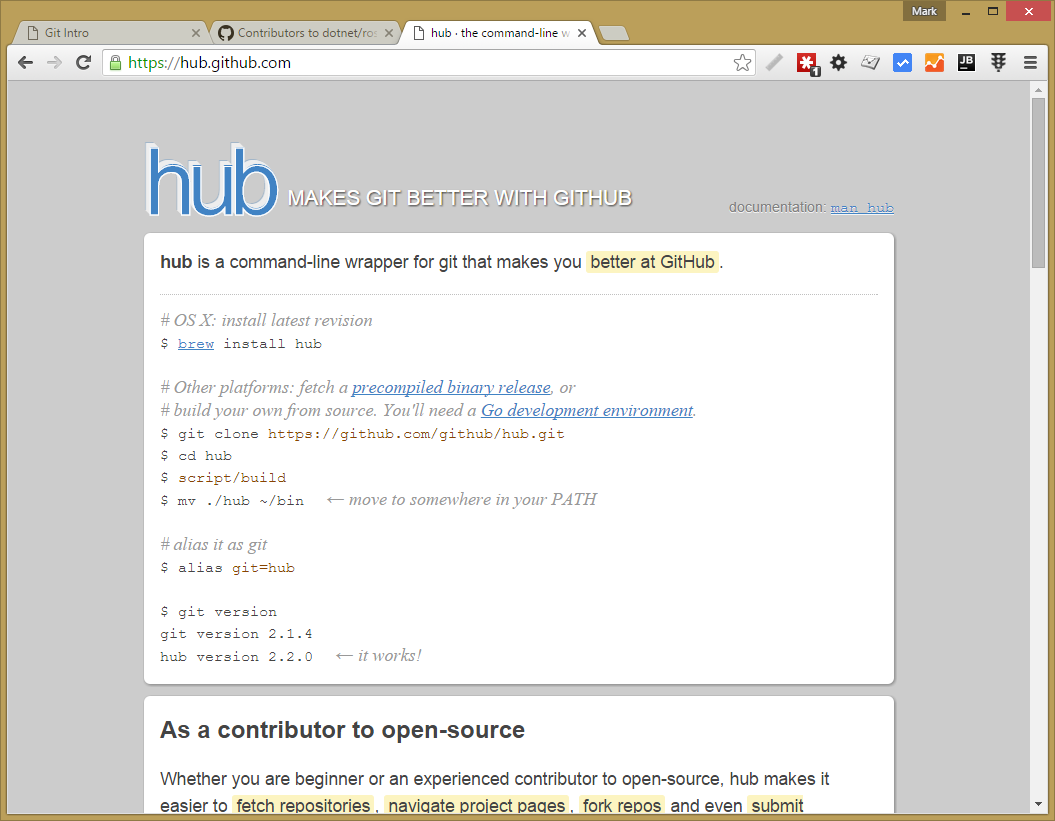 Mark
Git Intro
Contributors to dotnet/ros
hub · the command-line w
https://hub.github.com
1
JB
hub MAKES GIT BETTER WITH GITHUB
documentation: man hub
hub is a command-line wrapper for git that makes you better at GitHub.
# OS X: install latest revision
$ brew install hub
# Other platforms: fetch a precompiled binary release, or
# build your own from source. You'll need a Go development environment.
$ git clone https://github.com/github/hub.git
$ cd hub
$ script/build
$ mv ./hub ~/bin ← move to somewhere in your PATH
# alias it as git
$ alias git=hub
$ git version
git version 2.1.4
hub version 2.2.0 ← it works!
As a contributor to open-source
Whether you are beginner or an experienced contributor to open-source, hub makes it
easier to fetch repositories, navigate project pages, fork repos and even submit